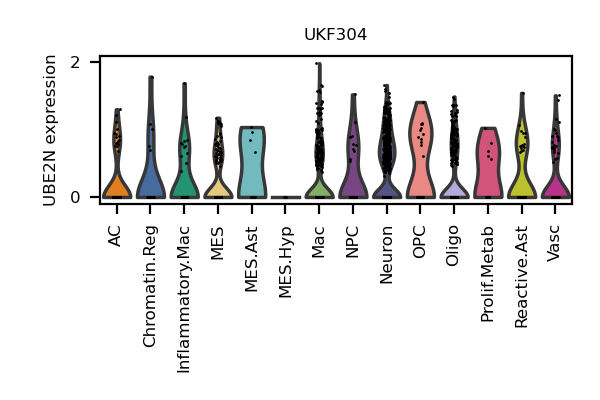 UKF304
UBE2N expression
2
0
AC
Chromatin.Reg
Inflammatory.Mac
MES
MES.Ast
MES.Hyp
Mac
NPC
Neuron
OPC
Oligo
Prolif.Metab
Reactive.Ast
Vasc